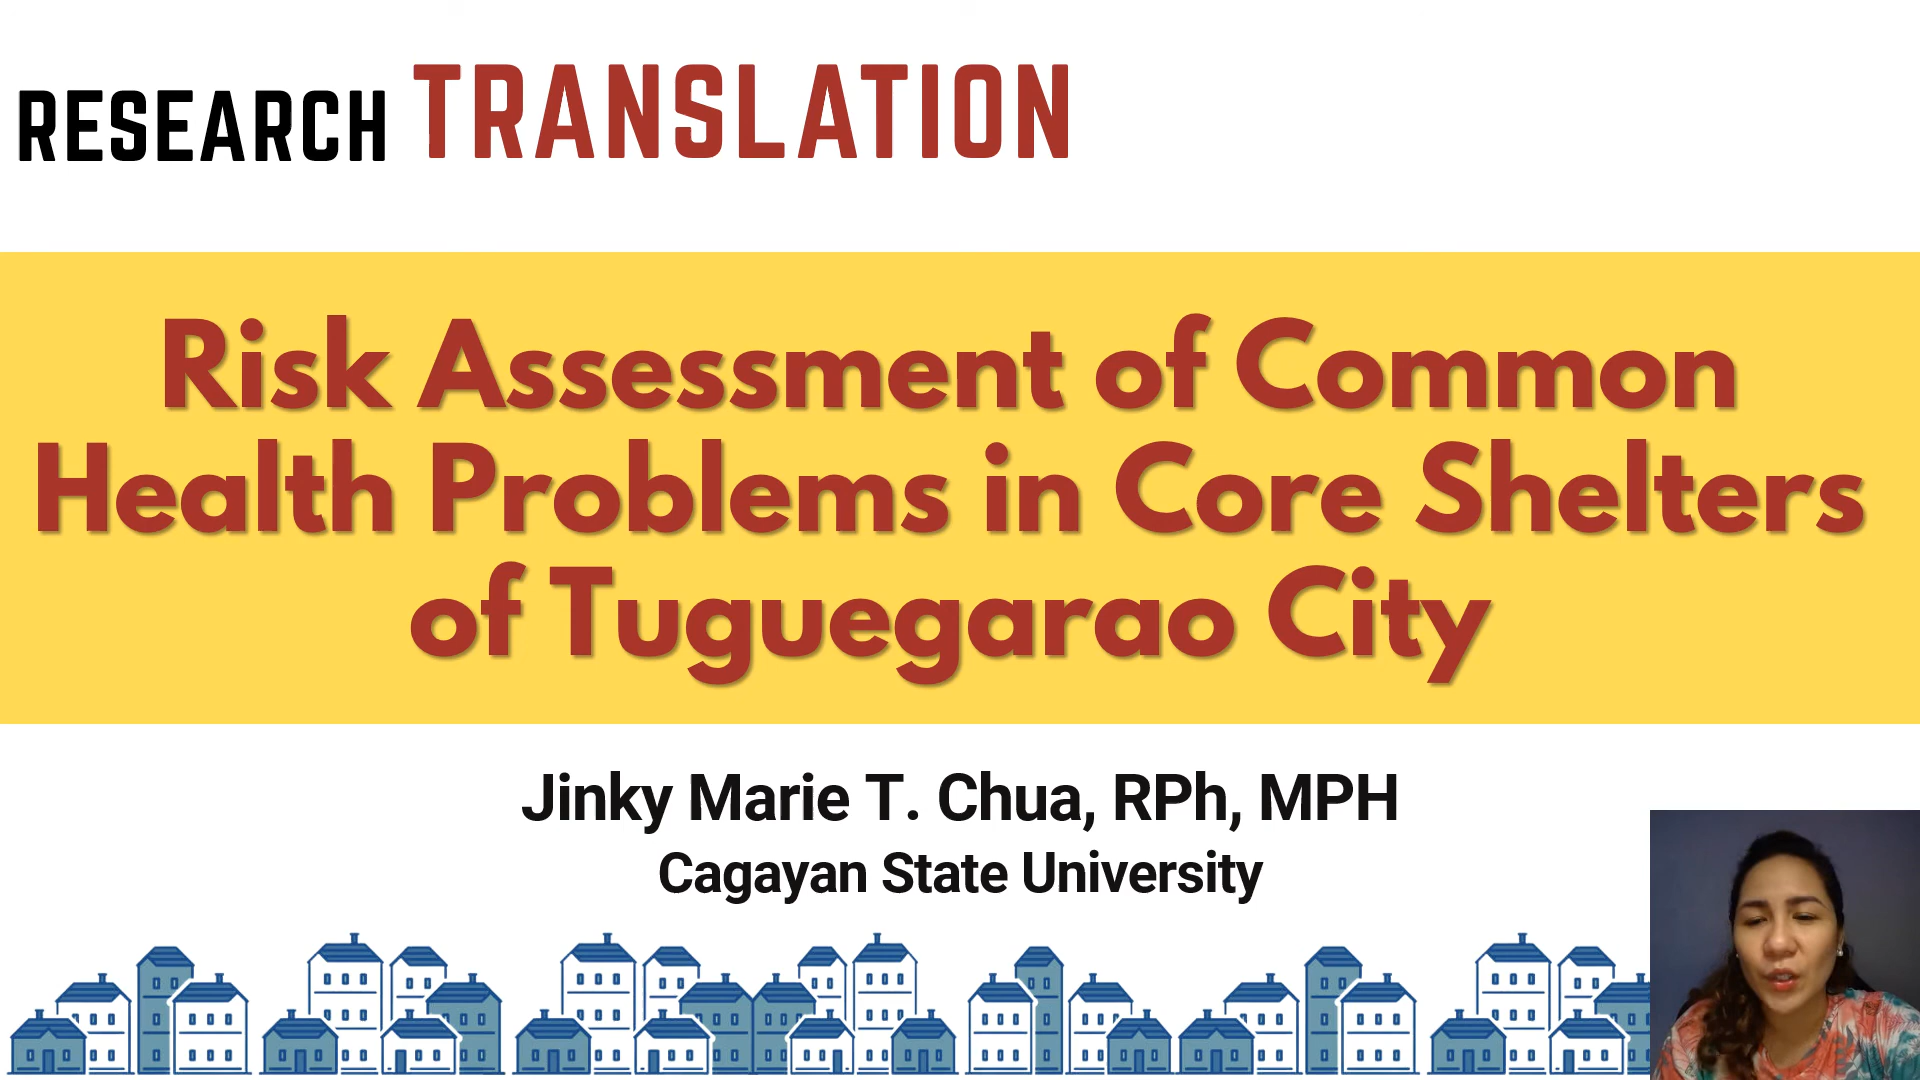 RESEARCH TRANSLATION
Risk Assessment of Common
Health Problems in Core Shelters
of Tuguegarao City
Jinky Marie T. Chua, RPh, MPH
Cagayan State University